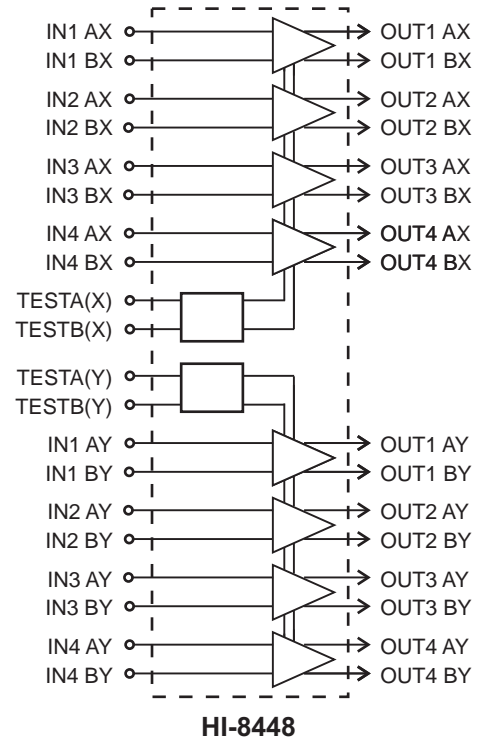 IN1 AX OUT1 AX
IN1 BX OUT1 BX
IN2 AX OUT2 AX
IN2 BX OUT2 BX
IN3 AX OUT3 AX
IN3 BX OUT3 BX
IN4 AX OUT4 AX
IN4 BX OUT4 BX
TESTA(X)
TESTB(X)
TESTA(Y)
TESTB(Y)
IN1 AY OUT1 AY
IN1 BY OUT1 BY
IN2 AY OUT2 AY
IN2 BY OUT2 BY
IN3 AY OUT3 AY
IN3 BY OUT3 BY
IN4 AY OUT4 AY
IN4 BY OUT4 BY
HI-8448